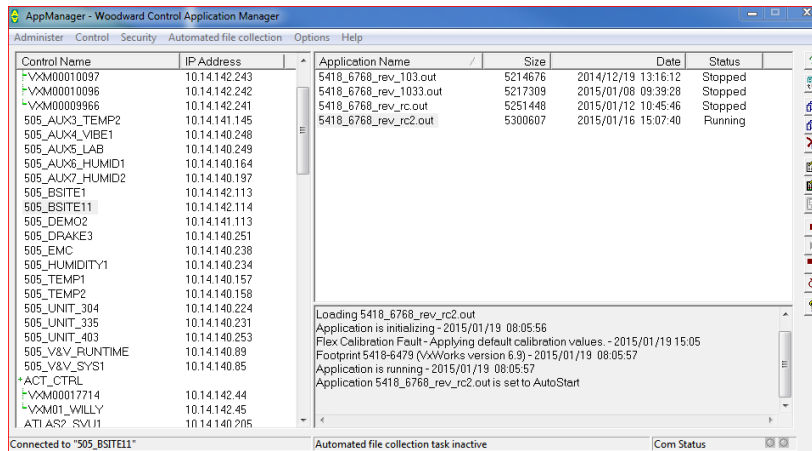 AppManager - Woodward Control Application Manager
Administer Control Security Automated file collection Options Help
Control Name IP Address
VXM00010097 10.14.142.243
VXM00010096 10.14.142.242
VXM00009966 10.14.142.241
505_AUX3_TEMP2 10.14.141.145
505_AUX4_VIBE1 10.14.140.248
505_AUX5_LAB 10.14.140.249
505_AUX6_HUMID1 10.14.140.164
505_AUX7_HUMID2 10.14.140.197
505_BSITE1 10.14.142.113
505_BSITE11 10.14.142.114
505_DEMO2 10.14.141.113
505_DRAKE3 10.14.140.251
505_EMC 10.14.140.238
505_HUMIDITY1 10.14.140.234
505_TEMP1 10.14.140.157
505_TEMP2 10.14.140.158
505_UNIT_304 10.14.140.224
505_UNIT_335 10.14.140.231
505_UNIT_403 10.14.140.253
505_V&V_RUNTIME 10.14.140.89
505_V&V_SYS1 10.14.140.85
+ACT_CTRL
VXM00017714 10.14.142.44
VXM01_WILLY 10.14.142.45
ATLAS2_SVU1 10.14.140.205
Application Name Size Date Status
5418_6768_rev_103.out 5214676 2014/12/19 13:16:12 Stopped
5418_6768_rev_1033.out 5217309 2015/01/08 09:39:28 Stopped
5418_6768_rev_rc.out 5251448 2015/01/12 10:45:46 Stopped
5418_6768_rev_rc2.out 5300607 2015/01/16 15:07:40 Running
Loading 5418_6768_rev_rc2.out
Application is initializing - 2015/01/19 08:05:56
Flex Calibration Fault - Applying default calibration values. - 2015/01/19 15:05
Footprint 5418-6479 (VxWorks version 6.9) - 2015/01/19 08:05:57
Application is running - 2015/01/19 08:05:57
Application 5418_6768_rev_rc2.out is set to AutoStart
Connected to "505_BSITE11" Automated file collection task inactive Com Status